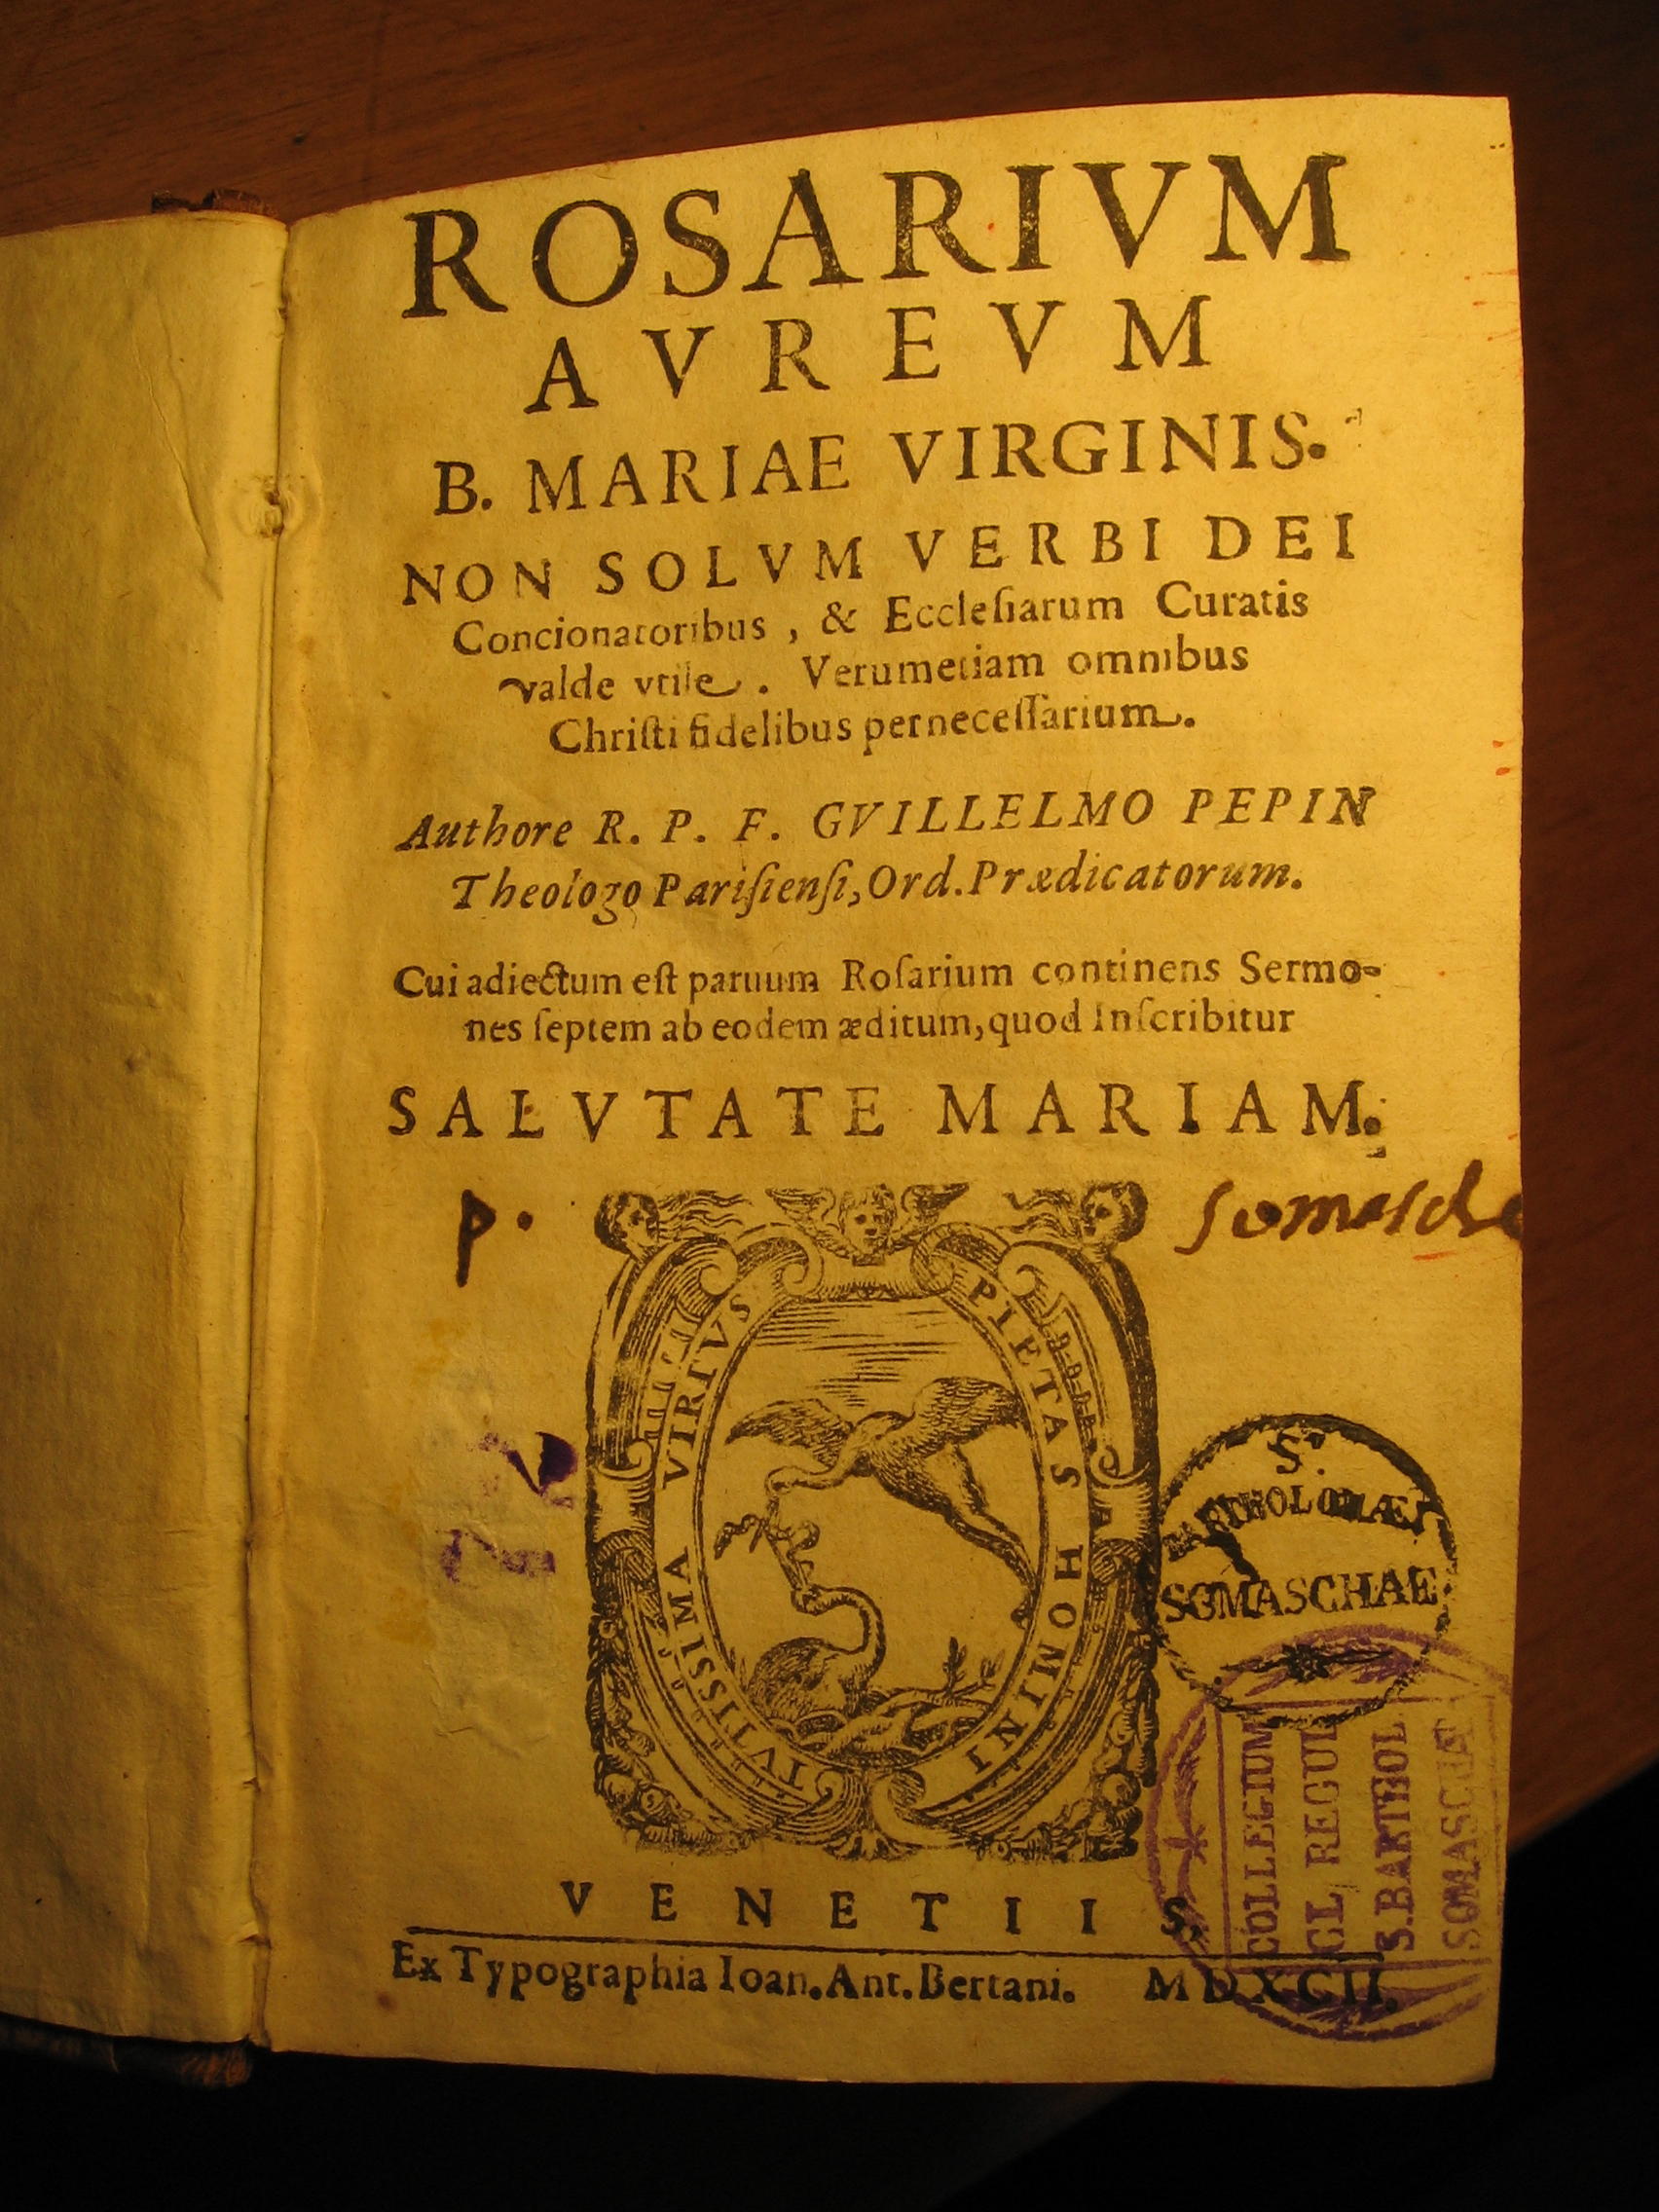 ROSARIVM
AVREVM
B. MARIAE VIRGINIS.
NON SOLVM VERBI DEI
Concionatoribus, & Eccleſiarum Curatis
valde vtile. Verumetiam omnibus
Chriſti fidelibus perneceſſarium.
Authore R. P. F. GVILLELMO PEPIN
Theologo Pariſienſi, Ord. Prædicatorum.
Cui adiectum eſt paruum Roſarium continens Sermo-
nes ſeptem ab eodem æditum, quod Inſcribitur
SALVTATE MARIAM.
p. Somasche
PIETAS HOMINI
TVTISSIMA VIRTVS
S.
BARTHOLOMÆI
SOMASCHAE
COLLEGIUM
GL REGUL
S. BARTHOL
SOMASCHÆ
VENETIIS,
Ex Typographia Ioan. Ant. Bertani. MDXCII.